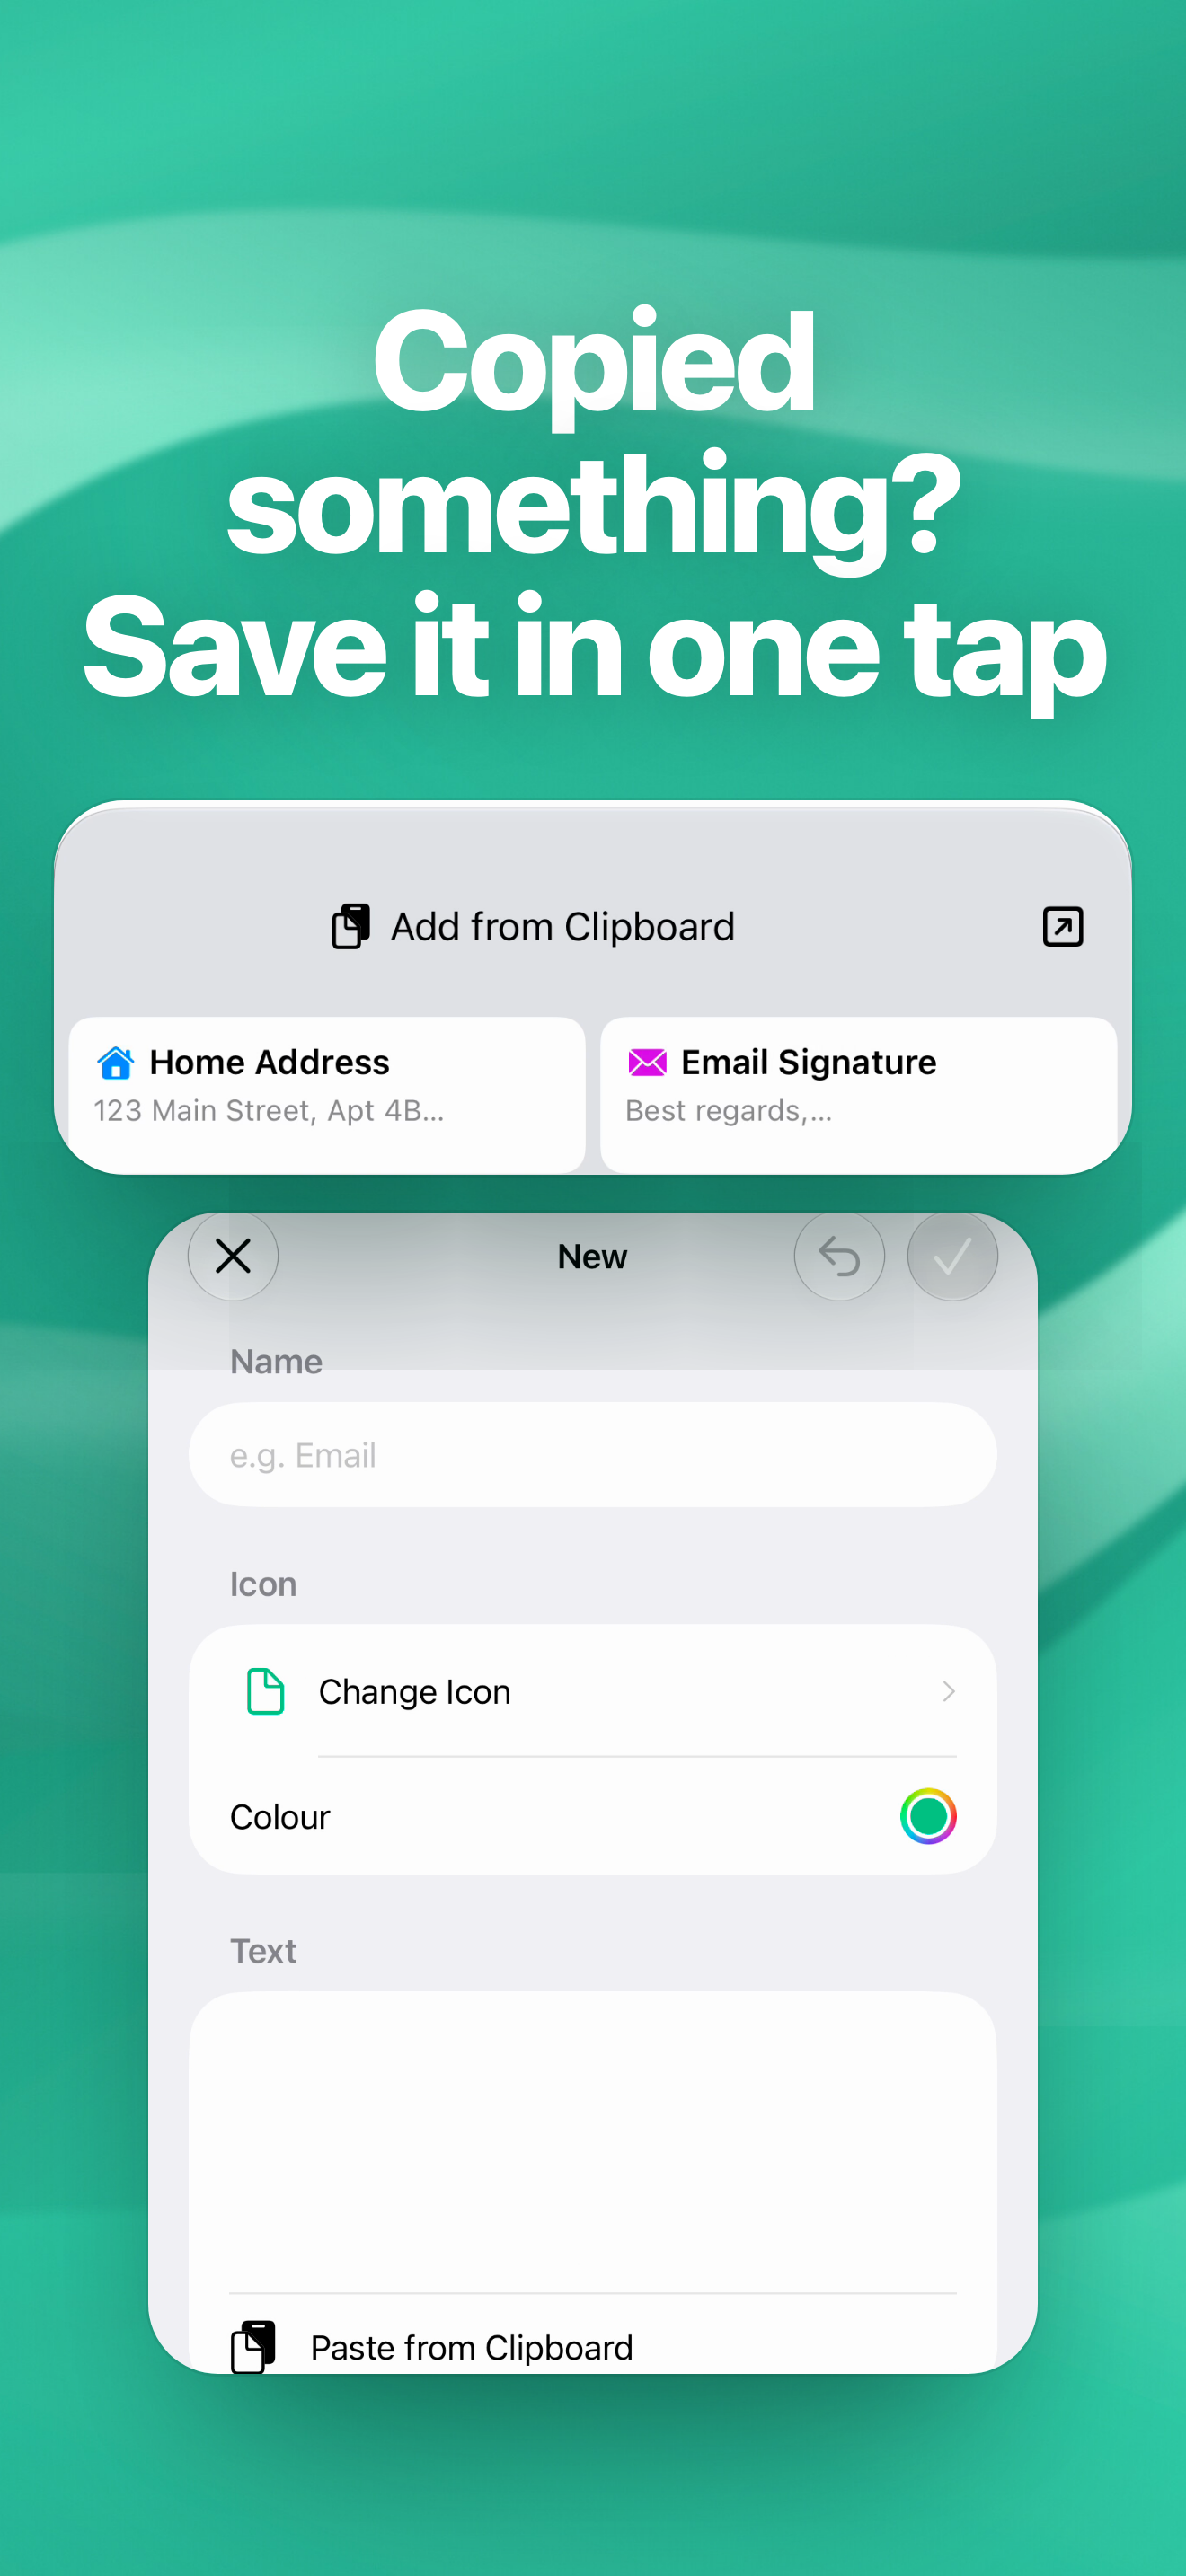 Copied
something?
Save it in one tap
Add from Clipboard
Home Address
123 Main Street, Apt 4B...
Email Signature
Best regards,...
New
Name
e.g. Email
Icon
Change Icon
Colour
Text
Paste from Clipboard